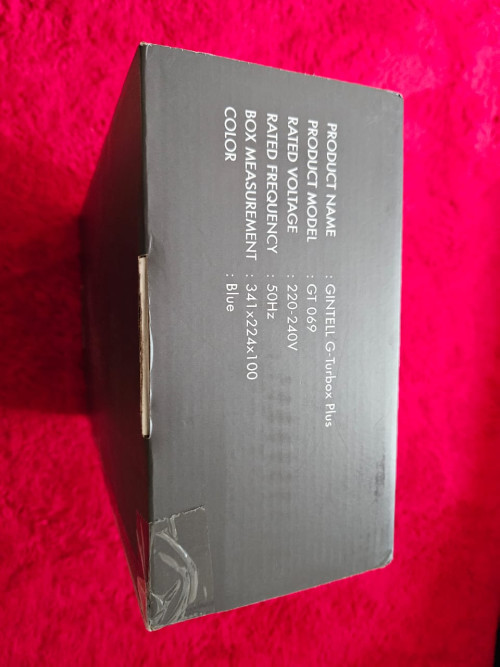 PRODUCT NAME : GINTELL G-Turbox Plus
PRODUCT MODEL : GT 069
RATED VOLTAGE : 220-240V
RATED FREQUENCY : 50Hz
BOX MEASUREMENT : 341x224x100
COLOR : Blue